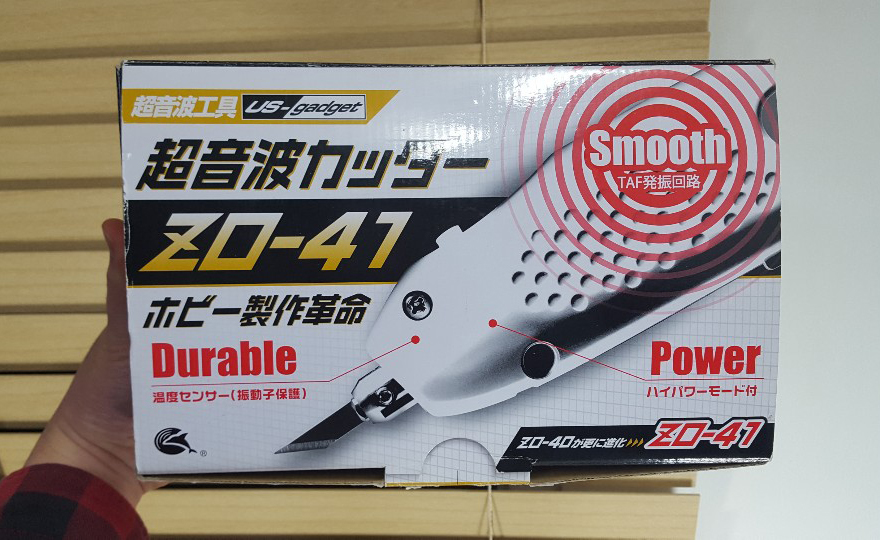 超音波工具 US-gadget
超音波カッター
ZO-41
ホビー製作革命
Smooth
TAF発振回路
Durable
温度センサー(振動子保護)
Power
ハイパワーモード付
ZO-40が更に進化 ZO-41
®